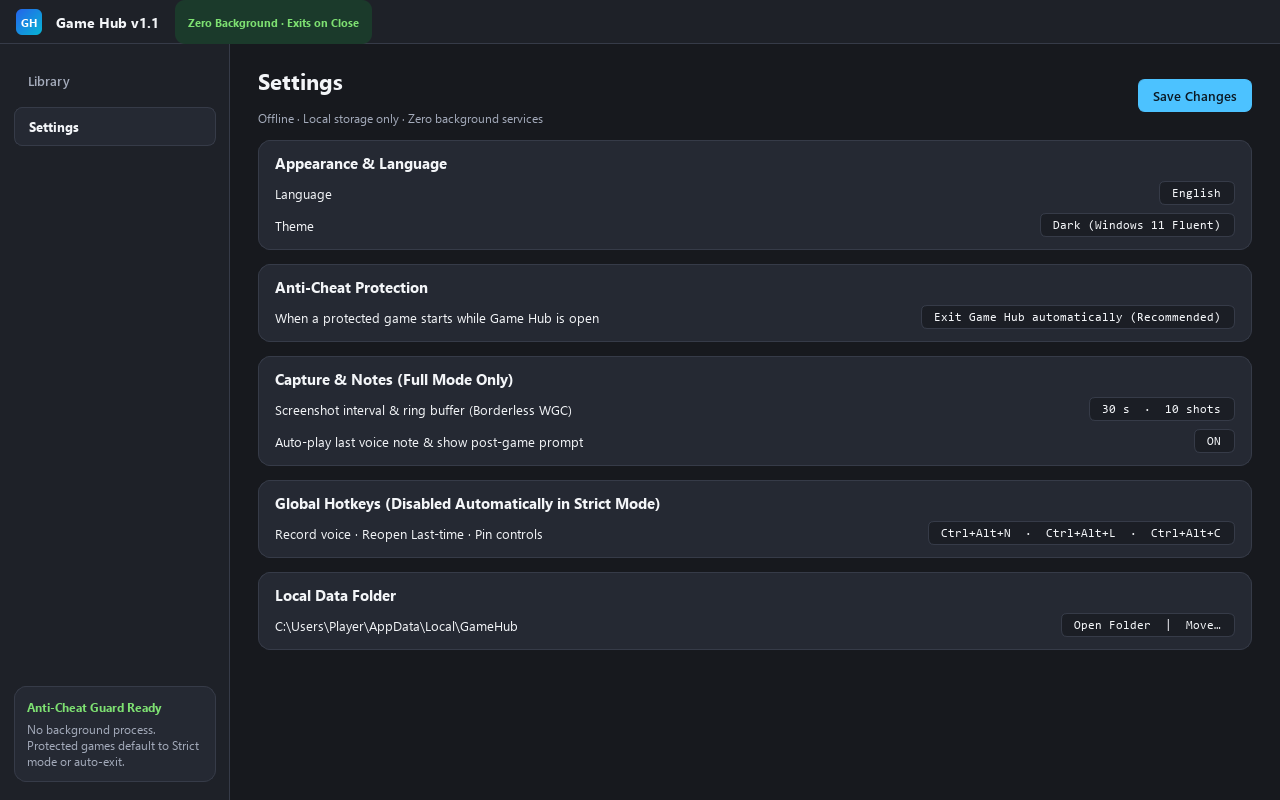 GH Game Hub v1.1 Zero Background · Exits on Close
Library
Settings
Anti-Cheat Guard Ready
No background process.
Protected games default to Strict
mode or auto-exit.
Settings
Offline · Local storage only · Zero background services
Save Changes
Appearance & Language
Language English
Theme Dark (Windows 11 Fluent)
Anti-Cheat Protection
When a protected game starts while Game Hub is open Exit Game Hub automatically (Recommended)
Capture & Notes (Full Mode Only)
Screenshot interval & ring buffer (Borderless WGC) 30 s · 10 shots
Auto-play last voice note & show post-game prompt ON
Global Hotkeys (Disabled Automatically in Strict Mode)
Record voice · Reopen Last-time · Pin controls Ctrl+Alt+N · Ctrl+Alt+L · Ctrl+Alt+C
Local Data Folder
C:\Users\Player\AppData\Local\GameHub Open Folder | Move…